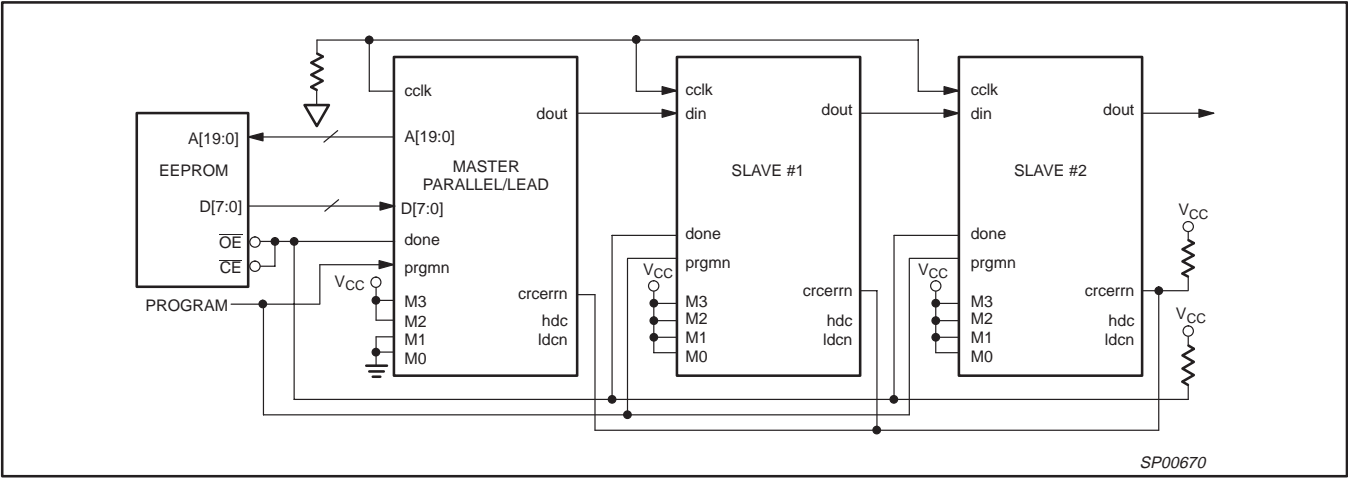 cclk
dout
A[19:0]
MASTER
PARALLEL/LEAD
D[7:0]
done
prgmn
crcerrn
M3
M2
M1
M0
hdc
ldcn
VCC
A[19:0]
EEPROM
D[7:0]
OE
CE
PROGRAM
cclk
din
dout
SLAVE #1
done
prgmn
crcerrn
VCC
M3
M2
M1
M0
hdc
ldcn
cclk
din
dout
SLAVE #2
done
prgmn
crcerrn
VCC
M3
M2
M1
M0
hdc
ldcn
VCC
VCC
SP00670